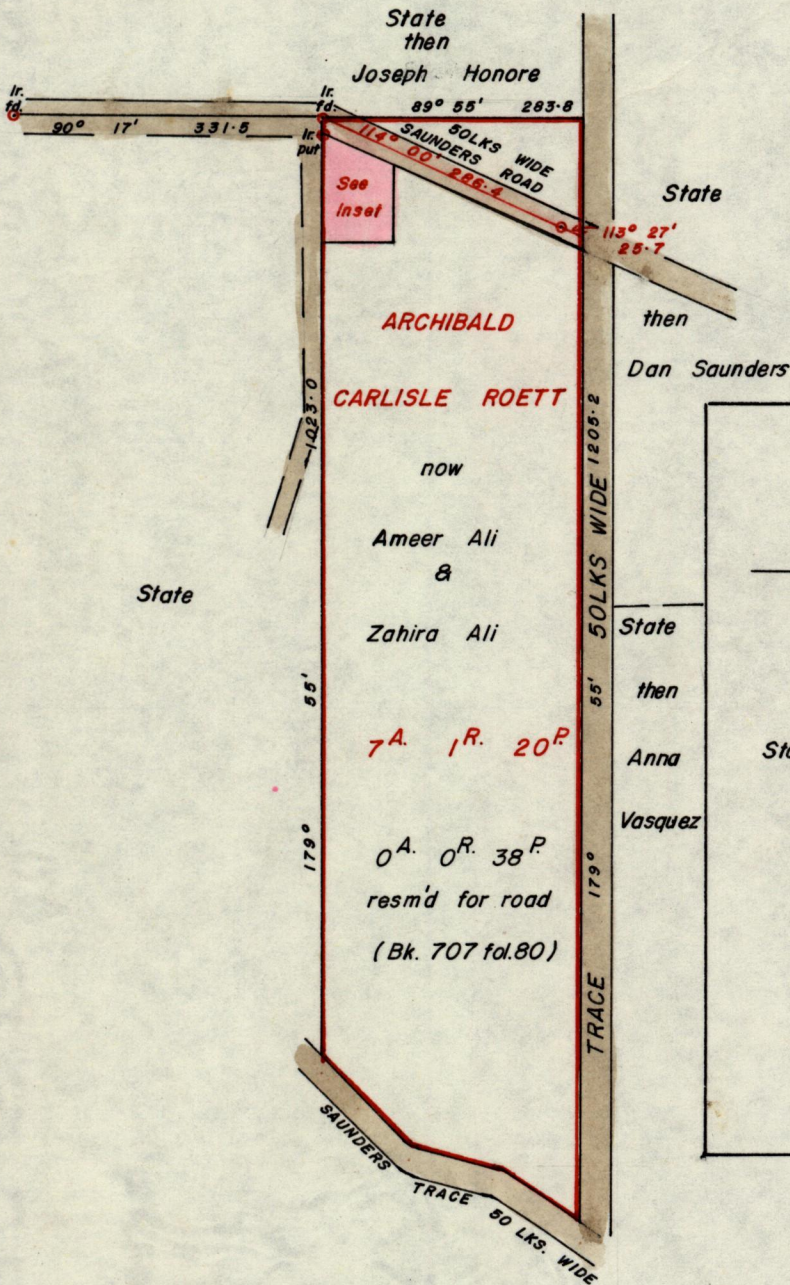 State
then
Joseph Honore
Ir.
fd.
Ir.
fd.
89° 55' 283·8
90° 17' 331·5
Ir.
put
50LKS WIDE
SAUNDERS ROAD
114° 00' 286·4
See
Inset
State
113° 27'
25·7
ARCHIBALD
then
Dan Saunders
CARLISLE ROETT
now
Ameer Ali
&
Zahira Ali
State
179° 55' 1023·0
TRACE 50LKS WIDE
179° 55' 1205·2
State
then
Anna
Vasquez
7A. 1R. 20P.
0A. 0R. 38P.
resm'd for road
(Bk. 707 fol.80)
SAUNDERS TRACE 50 LKS. WIDE